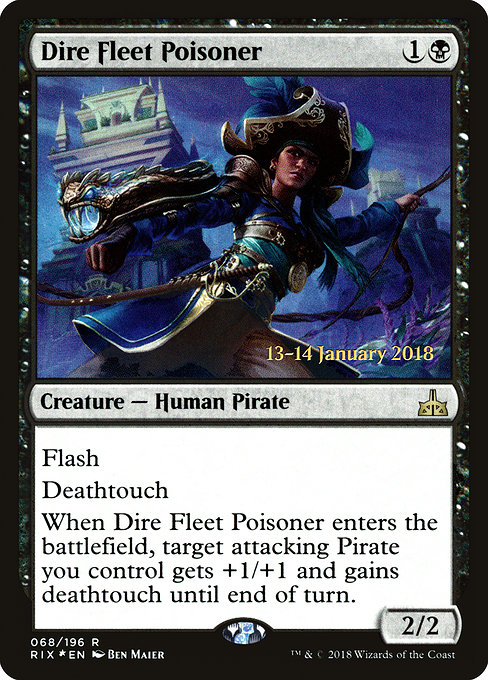 Dire Fleet Poisoner 1
13–14 January 2018
Creature — Human Pirate
Flash
Deathtouch
When Dire Fleet Poisoner enters the
battlefield, target attacking Pirate
you control gets +1/+1 and gains
deathtouch until end of turn.
2/2
068/196 R
RIX★EN Ben Maier
™ & © 2018 Wizards of the Coast